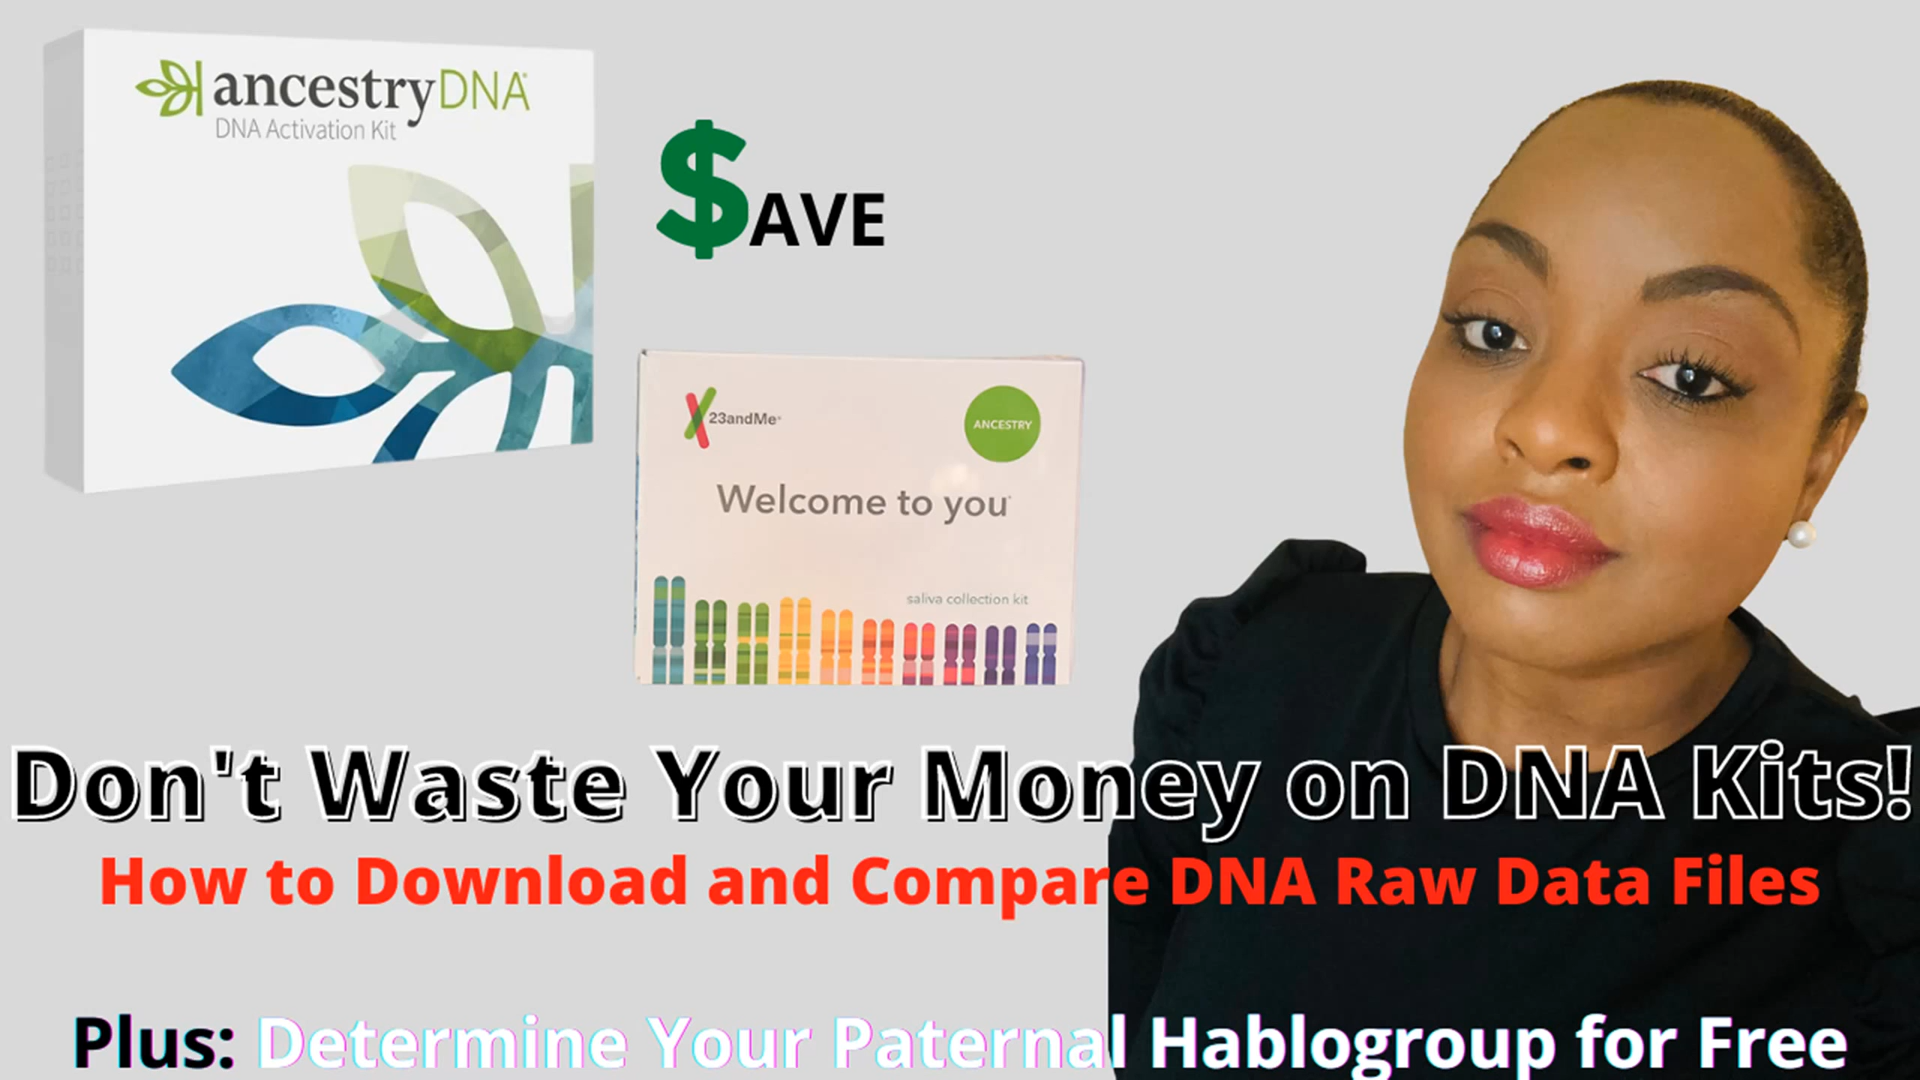 ancestryDNA
DNA Activation Kit
$AVE
23andMe
ANCESTRY
Welcome to you
saliva collection kit
Don't Waste Your Money on DNA Kits!
How to Download and Compare DNA Raw Data Files
Plus: Determine Your Paternal Hablogroup for Free